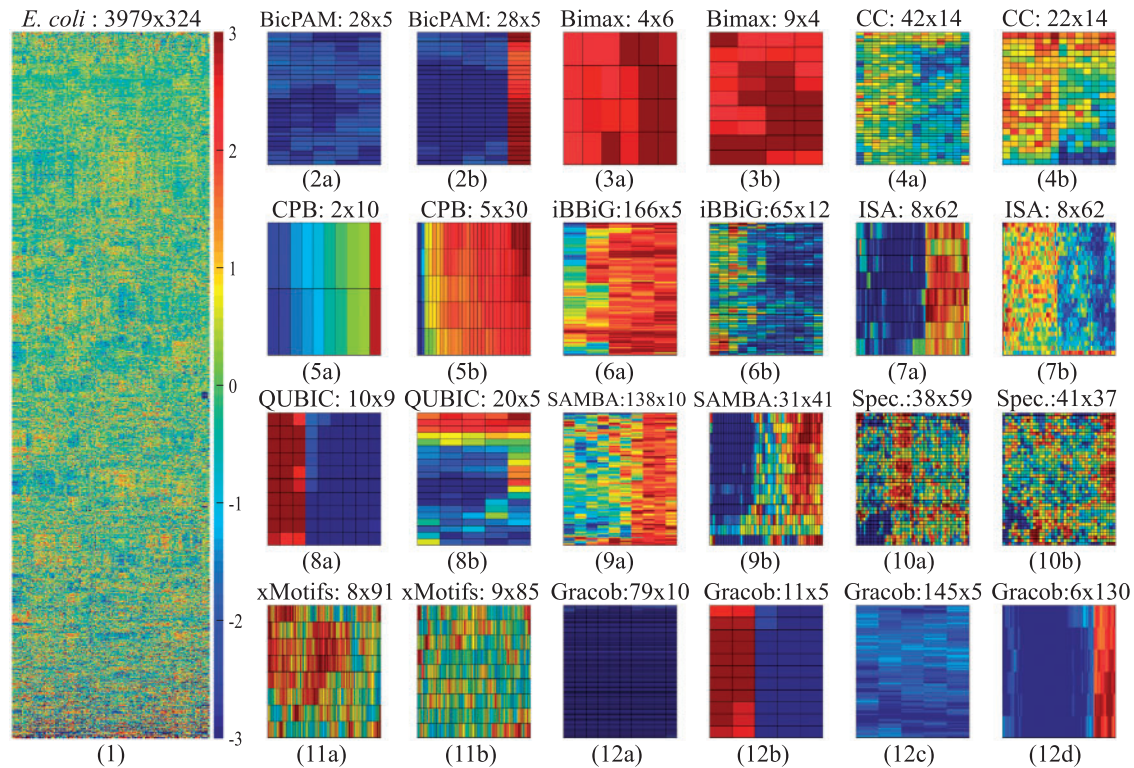 E. coli : 3979x324
BicPAM: 28x5
BicPAM: 28x5
Bimax: 4x6
Bimax: 9x4
CC: 42x14
CC: 22x14
3
2
1
0
-1
-2
-3
(2a)
(2b)
(3a)
(3b)
(4a)
(4b)
CPB: 2x10
CPB: 5x30
iBBiG:166x5
iBBiG:65x12
ISA: 8x62
ISA: 8x62
(5a)
(5b)
(6a)
(6b)
(7a)
(7b)
QUBIC: 10x9
QUBIC: 20x5
SAMBA:138x10
SAMBA:31x41
Spec.:38x59
Spec.:41x37
(8a)
(8b)
(9a)
(9b)
(10a)
(10b)
xMotifs: 8x91
xMotifs: 9x85
Gracob:79x10
Gracob:11x5
Gracob:145x5
Gracob:6x130
(1)
(11a)
(11b)
(12a)
(12b)
(12c)
(12d)